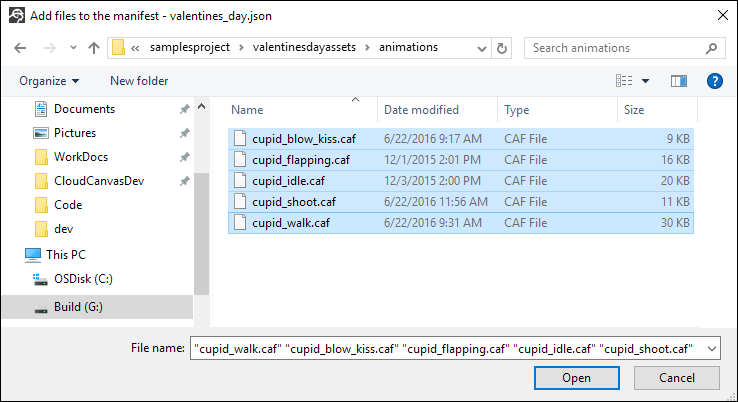 Add files to the manifest - valentines_day.json
« samplesproject › valentinesdayassets › animations
Search animations
Organize New folder
?
Name Date modified Type Size
Documents
Pictures
WorkDocs
CloudCanvasDev
Code
dev
This PC
OSDisk (C:)
Build (G:)
cupid_blow_kiss.caf 6/22/2016 9:17 AM CAF File 9 KB
cupid_flapping.caf 12/1/2015 2:01 PM CAF File 16 KB
cupid_idle.caf 12/3/2015 2:00 PM CAF File 20 KB
cupid_shoot.caf 6/22/2016 11:56 AM CAF File 11 KB
cupid_walk.caf 6/22/2016 9:31 AM CAF File 30 KB
File name: "cupid_walk.caf" "cupid_blow_kiss.caf" "cupid_flapping.caf" "cupid_idle.caf" "cupid_shoot.caf"
Open Cancel